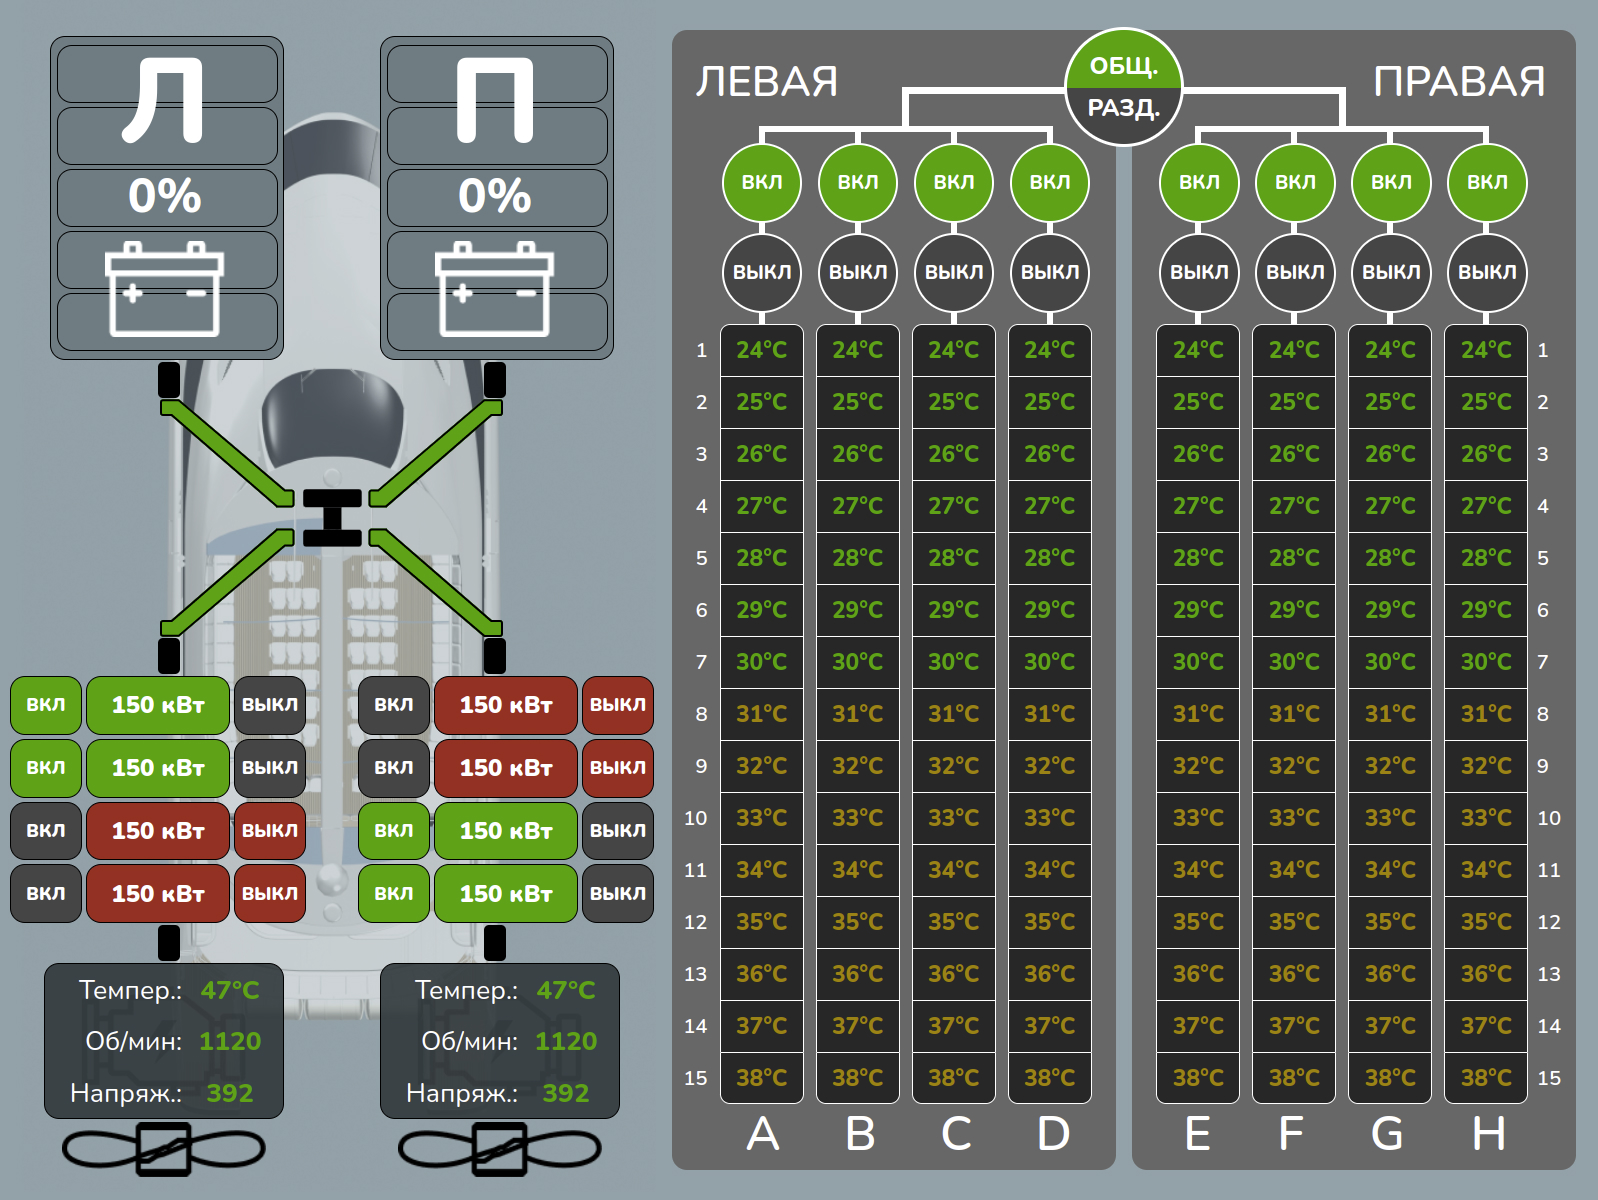 Л П
0% 0%
ВКЛ 150 кВт ВЫКЛ ВКЛ 150 кВт ВЫКЛ
ВКЛ 150 кВт ВЫКЛ ВКЛ 150 кВт ВЫКЛ
ВКЛ 150 кВт ВЫКЛ ВКЛ 150 кВт ВЫКЛ
ВКЛ 150 кВт ВЫКЛ ВКЛ 150 кВт ВЫКЛ
Темпер.: 47°C Темпер.: 47°C
Об/мин: 1120 Об/мин: 1120
Напряж.: 392 Напряж.: 392
ЛЕВАЯ ОБЩ. ПРАВАЯ
РАЗД.
ВКЛ ВКЛ ВКЛ ВКЛ ВКЛ ВКЛ ВКЛ ВКЛ
ВЫКЛ ВЫКЛ ВЫКЛ ВЫКЛ ВЫКЛ ВЫКЛ ВЫКЛ ВЫКЛ
1 24°C 24°C 24°C 24°C 24°C 24°C 24°C 24°C 1
2 25°C 25°C 25°C 25°C 25°C 25°C 25°C 25°C 2
3 26°C 26°C 26°C 26°C 26°C 26°C 26°C 26°C 3
4 27°C 27°C 27°C 27°C 27°C 27°C 27°C 27°C 4
5 28°C 28°C 28°C 28°C 28°C 28°C 28°C 28°C 5
6 29°C 29°C 29°C 29°C 29°C 29°C 29°C 29°C 6
7 30°C 30°C 30°C 30°C 30°C 30°C 30°C 30°C 7
8 31°C 31°C 31°C 31°C 31°C 31°C 31°C 31°C 8
9 32°C 32°C 32°C 32°C 32°C 32°C 32°C 32°C 9
10 33°C 33°C 33°C 33°C 33°C 33°C 33°C 33°C 10
11 34°C 34°C 34°C 34°C 34°C 34°C 34°C 34°C 11
12 35°C 35°C 35°C 35°C 35°C 35°C 35°C 35°C 12
13 36°C 36°C 36°C 36°C 36°C 36°C 36°C 36°C 13
14 37°C 37°C 37°C 37°C 37°C 37°C 37°C 37°C 14
15 38°C 38°C 38°C 38°C 38°C 38°C 38°C 38°C 15
A B C D E F G H